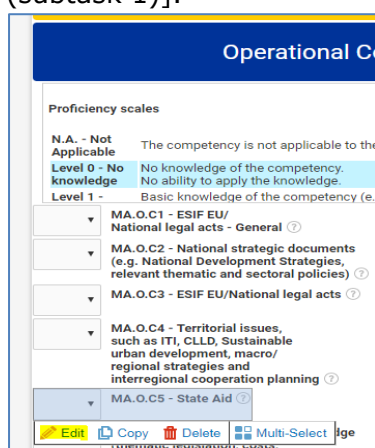 (subtask 1)].
Operational Co
Proficiency scales
N.A. - Not Applicable The competency is not applicable to the
Level 0 - No knowledge No knowledge of the competency.
No ability to apply the knowledge.
Level 1 - Basic knowledge of the competency (e.
MA.O.C1 - ESIF EU/
National legal acts - General ?
MA.O.C2 - National strategic documents
(e.g. National Development Strategies,
relevant thematic and sectoral policies) ?
MA.O.C3 - ESIF EU/National legal acts ?
MA.O.C4 - Territorial issues,
such as ITI, CLLD, Sustainable
urban development, macro/
regional strategies and
interregional cooperation planning ?
MA.O.C5 - State Aid ?
Edit Copy Delete Multi-Select dge